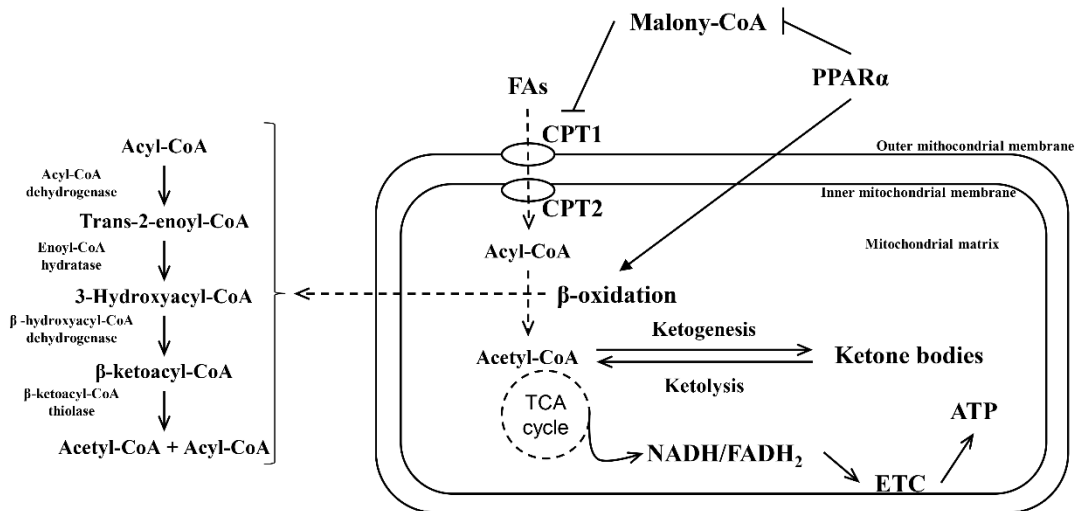 Malony-CoA
PPARα
FAs
CPT1
Outer mithocondrial membrane
Inner mitochondrial membrane
CPT2
Mitochondrial matrix
Acyl-CoA
β-oxidation
Acetyl-CoA
Ketogenesis
Ketolysis
Ketone bodies
TCA
cycle
NADH/FADH₂
ETC
ATP
Acyl-CoA
Acyl-CoA
dehydrogenase
Trans-2-enoyl-CoA
Enoyl-CoA
hydratase
3-Hydroxyacyl-CoA
β -hydroxyacyl-CoA
dehydrogenase
β-ketoacyl-CoA
β-ketoacyl-CoA
thiolase
Acetyl-CoA + Acyl-CoA